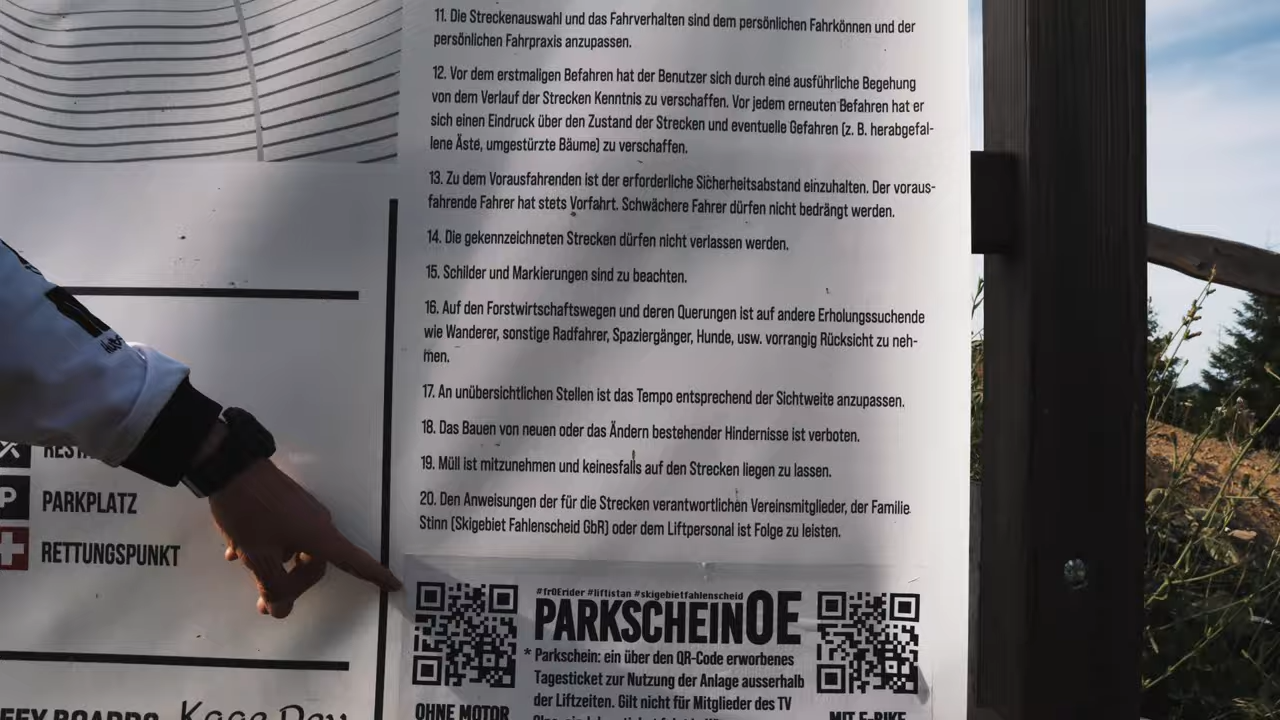 11. Die Streckenauswahl und das Fahrverhalten sind dem persönlichen Fahrkönnen und der
persönlichen Fahrpraxis anzupassen.
12. Vor dem erstmaligen Befahren hat der Benutzer sich durch eine ausführliche Begehung
von dem Verlauf der Strecken Kenntnis zu verschaffen. Vor jedem erneuten Befahren hat er
sich einen Eindruck über den Zustand der Strecken und eventuelle Gefahren (z. B. herabgefal-
lene Äste, umgestürzte Bäume) zu verschaffen.
13. Zu dem Vorausfahrenden ist der erforderliche Sicherheitsabstand einzuhalten. Der voraus-
fahrende Fahrer hat stets Vorfahrt. Schwächere Fahrer dürfen nicht bedrängt werden.
14. Die gekennzeichneten Strecken dürfen nicht verlassen werden.
15. Schilder und Markierungen sind zu beachten.
16. Auf den Forstwirtschaftswegen und deren Querungen ist auf andere Erholungssuchende
wie Wanderer, sonstige Radfahrer, Spaziergänger, Hunde, usw. vorrangig Rücksicht zu neh-
men.
17. An unübersichtlichen Stellen ist das Tempo entsprechend der Sichtweite anzupassen.
18. Das Bauen von neuen oder das Ändern bestehender Hindernisse ist verboten.
19. Müll ist mitzunehmen und keinesfalls auf den Strecken liegen zu lassen.
20. Den Anweisungen der für die Strecken verantwortlichen Vereinsmitglieder, der Familie
Stinn (Skigebiet Fahlenscheid GbR) oder dem Liftpersonal ist Folge zu leisten.
P PARKPLATZ
RETTUNGSPUNKT
#frOErider #liftistan #skigebietfahlenscheid
PARKSCHEINOE
* Parkschein: ein über den QR-Code erworbenes
Tagesticket zur Nutzung der Anlage ausserhalb
der Liftzeiten. Gilt nicht für Mitglieder des TV
OHNE MOTOR
MIT E-BIKE